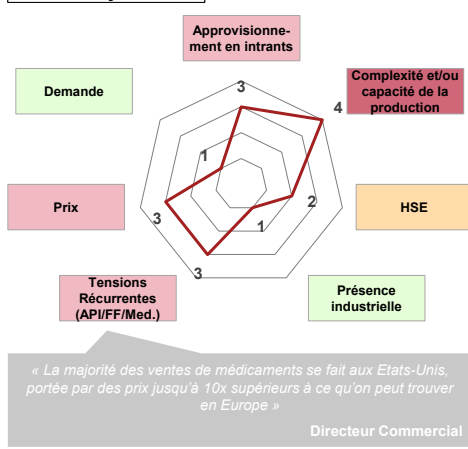 Approvisionne-
ment en intrants
Complexité et/ou
capacité de la
production
Demande
3
4
1
Prix
HSE
2
3
1
3
Tensions
Récurrentes
(API/FF/Med.)
Présence
industrielle
« La majorité des ventes de médicaments se fait aux Etats-Unis,
portée par des prix jusqu'à 10x supérieurs à ce qu'on peut trouver
en Europe »
Directeur Commercial